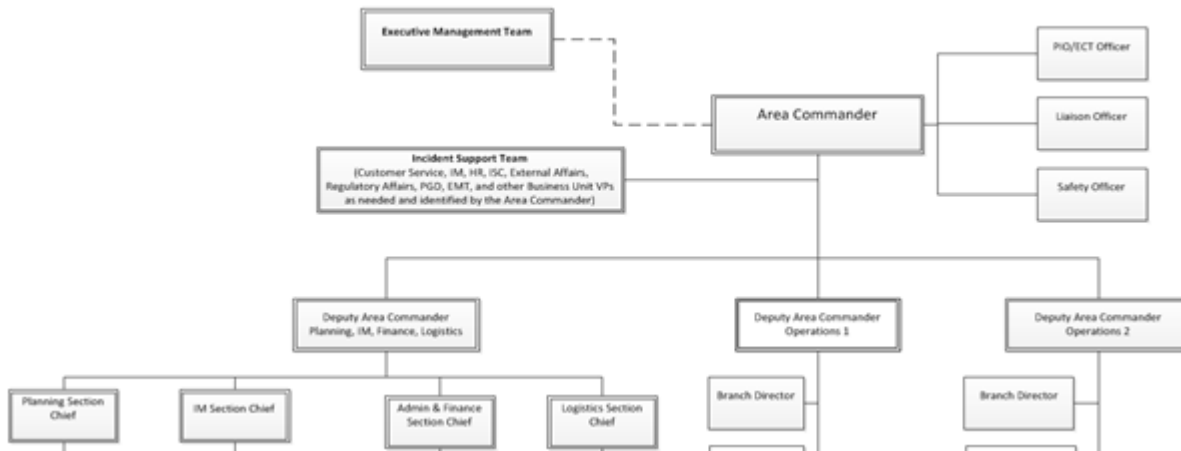 Executive Management Team
PIO/ECT Officer
Area Commander
Liaison Officer
Incident Support Team
(Customer Service, IM, HR, ISC, External Affairs,
Regulatory Affairs, PGD, EMT, and other Business Unit VPs
as needed and identified by the Area Commander)
Safety Officer
Deputy Area Commander
Planning, IM, Finance, Logistics
Deputy Area Commander
Operations 1
Deputy Area Commander
Operations 2
Planning Section
Chief
IM Section Chief
Admin & Finance
Section Chief
Logistics Section
Chief
Branch Director
Branch Director